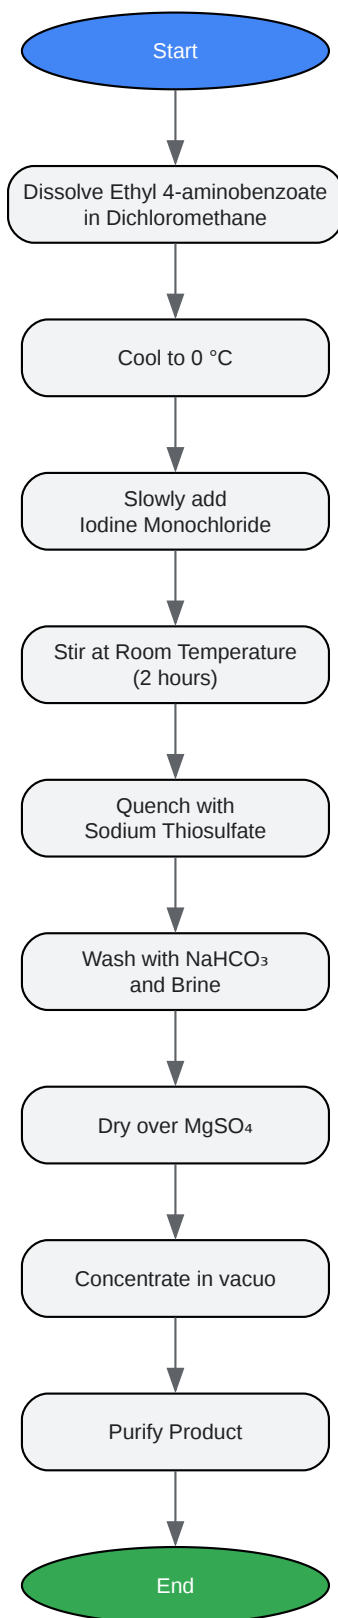 Start
Dissolve Ethyl 4-aminobenzoate
in Dichloromethane
Cool to 0 °C
Slowly add
Iodine Monochloride
Stir at Room Temperature
(2 hours)
Quench with
Sodium Thiosulfate
Wash with NaHCO₃
and Brine
Dry over MgSO₄
Concentrate in vacuo
Purify Product
End